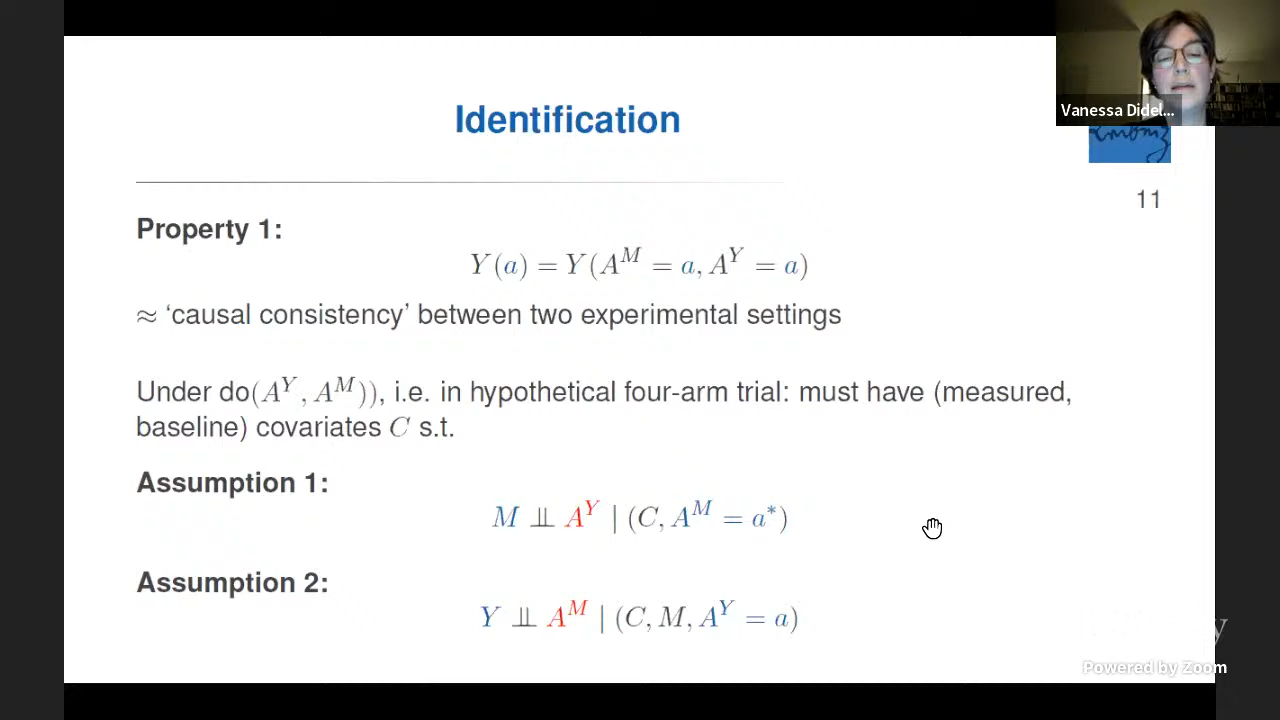 Identification
Vanessa Didel...
11
Property 1:
Y(a) = Y(A^M = a, A^Y = a)
≈ ‘causal consistency’ between two experimental settings
Under do(A^Y, A^M)), i.e. in hypothetical four-arm trial: must have (measured,
baseline) covariates C s.t.
Assumption 1:
M ⫫ A^Y | (C, A^M = a*)
Assumption 2:
Y ⫫ A^M | (C, M, A^Y = a)
Powered by Zoom